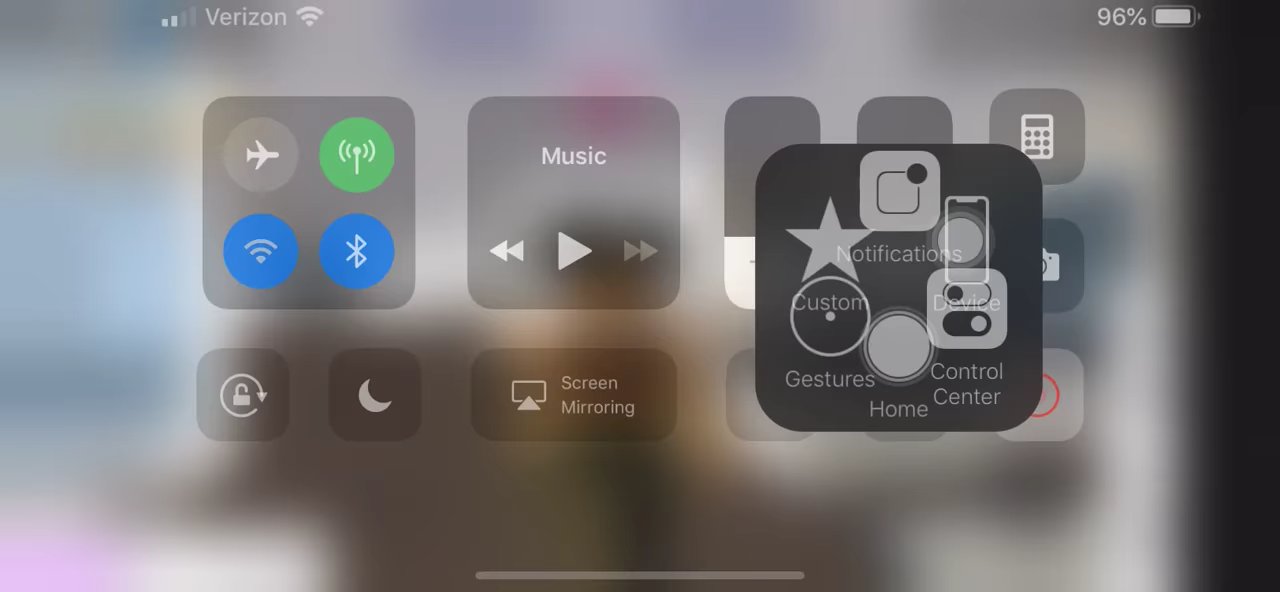 Verizon
96%
Music
Notifications
Custom
Device
Gestures
Control
Center
Home
Screen
Mirroring